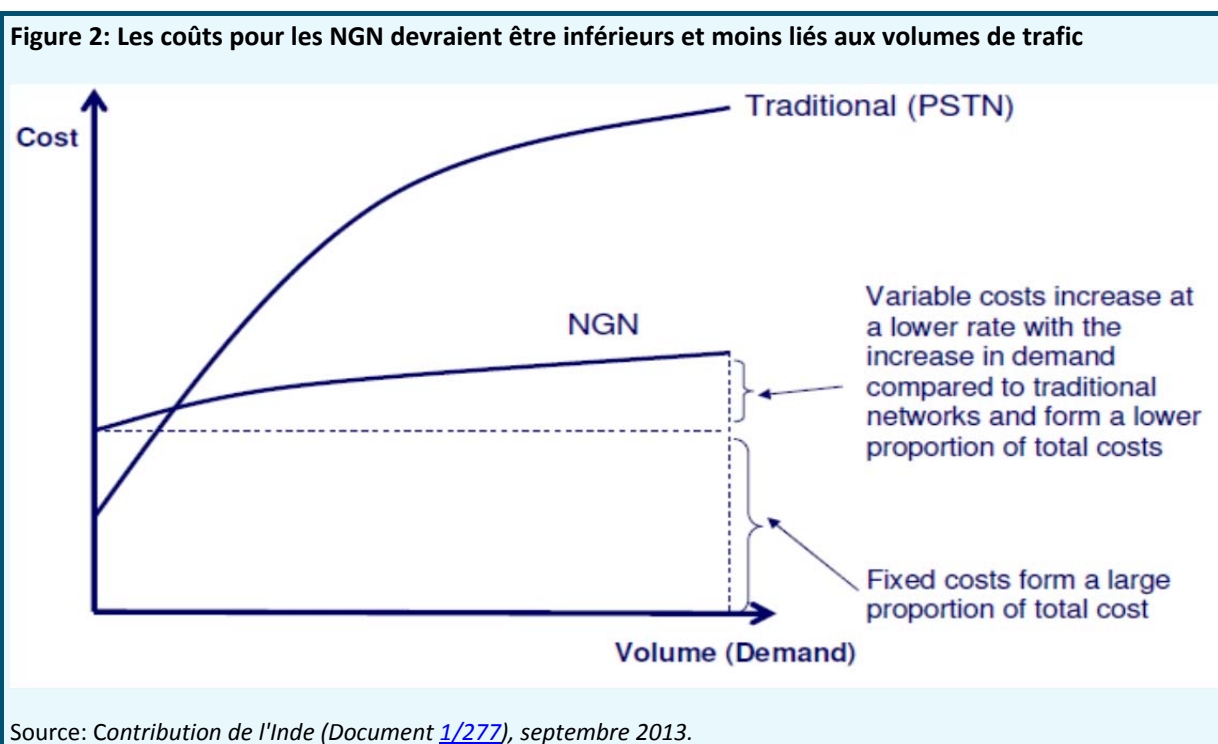 Figure 2: Les coûts pour les NGN devraient être inférieurs et moins liés aux volumes de trafic
Cost
Traditional (PSTN)
NGN
Variable costs increase at
a lower rate with the
increase in demand
compared to traditional
networks and form a lower
proportion of total costs
Fixed costs form a large
proportion of total cost
Volume (Demand)
Source: Contribution de l'Inde (Document 1/277), septembre 2013.